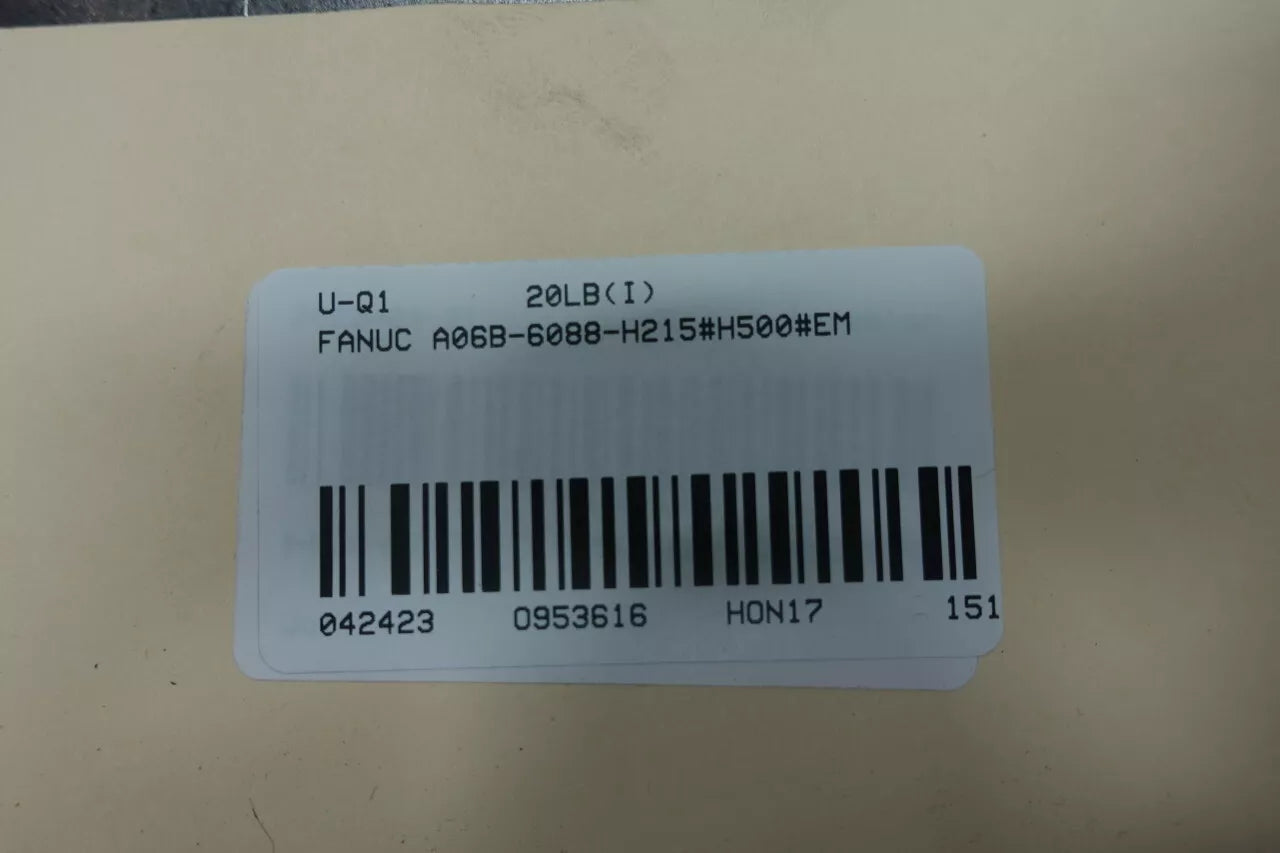 U-Q1 20LB(I)
FANUC A06B-6088-H215#H500#EM
042423 0953616 HON17 151